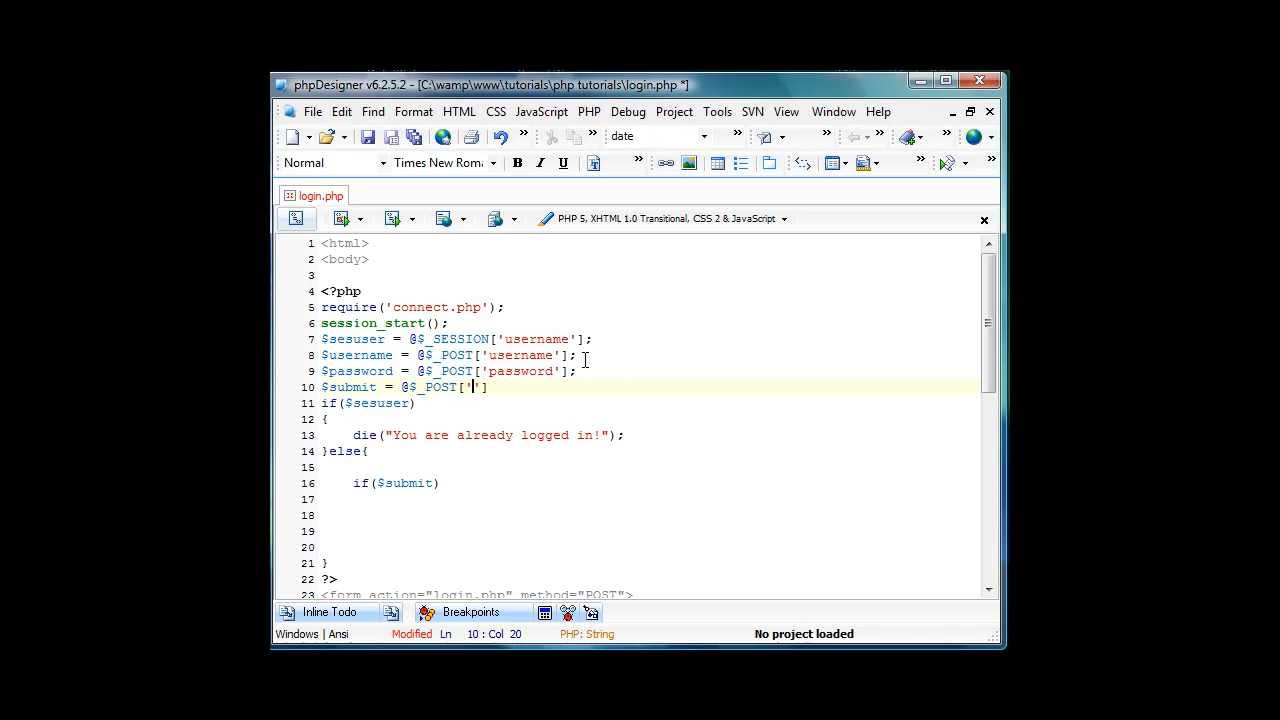 phpDesigner v6.2.5.2 - [C:\wamp\www\tutorials\php tutorials\login.php *]
File Edit Find Format HTML CSS JavaScript PHP Debug Project Tools SVN View Window Help
date
Normal Times New Roma B I U T
login.php
PHP 5, XHTML 1.0 Transitional, CSS 2 & JavaScript
1 <html>
2 <body>
3
4 <?php
5 require('connect.php');
6 session_start();
7 $sesuser = @$_SESSION['username'];
8 $username = @$_POST['username'];
9 $password = @$_POST['password'];
10 $submit = @$_POST['']
11 if($sesuser)
12 {
13 die("You are already logged in!");
14 }else{
15
16 if($submit)
17
18
19
20
21 }
22 ?>
23 <form action="login.php" method="POST">
Inline Todo Breakpoints
Windows | Ansi Modified Ln 10 : Col 20 PHP: String No project loaded